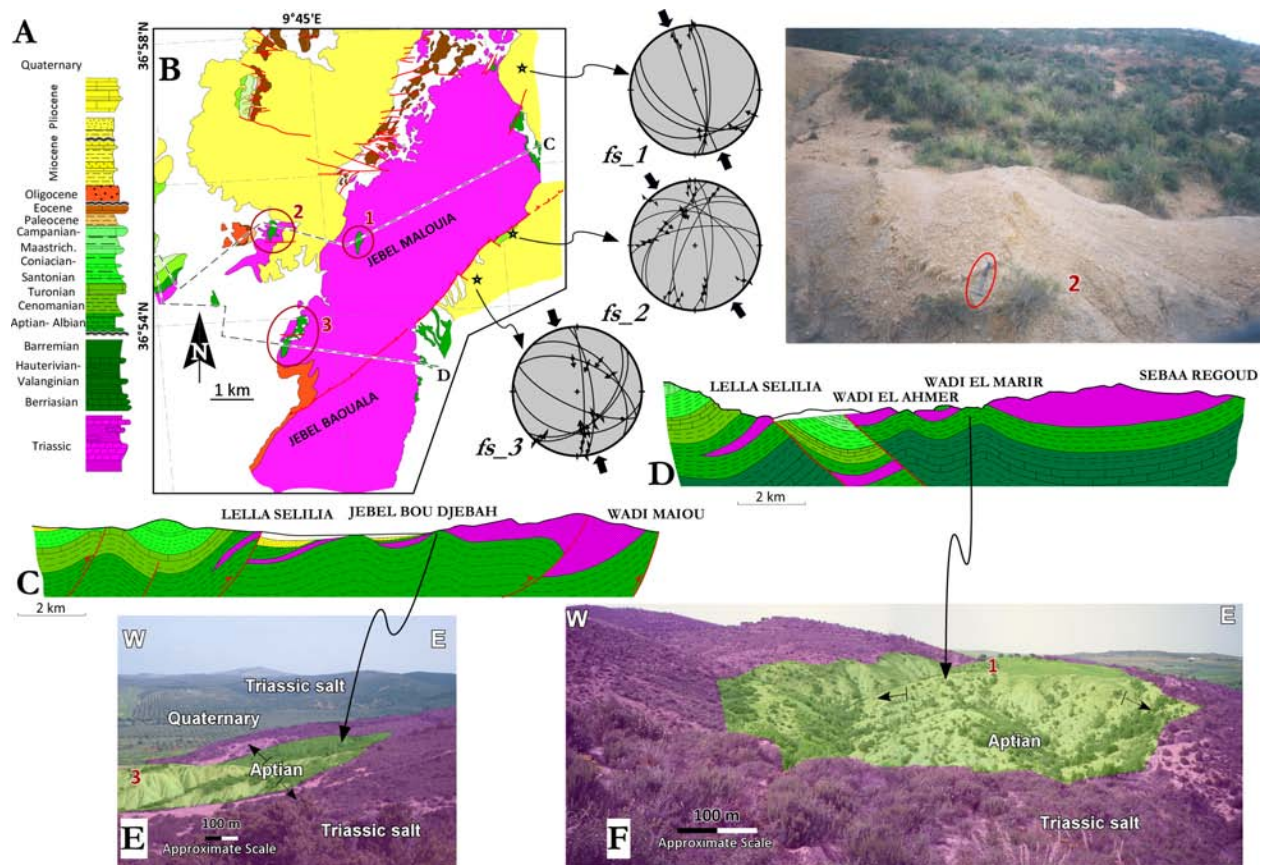 A
Quaternary
Pliocene
Miocene
Oligocene
Eocene
Paleocene
Campanian-
Maastrich.
Coniacian-
Santonian
Turonian
Cenomanian
Aptian- Albian
Barremian
Hauterivian-
Valanginian
Berriasian
Triassic
9°45'E
36°58'N
B
36°54'N
N
1 km
1
2
3
JEBEL MALOUIA
JEBEL BAOUALA
C
D
fs_1
fs_2
fs_3
2
LELLA SELILIA
WADI EL AHMER
WADI EL MARIR
SEBAA REGOUD
D
2 km
LELLA SELILIA
JEBEL BOU DJEBAH
WADI MAIOU
C
2 km
W
E
Triassic salt
Quaternary
Aptian
3
Triassic salt
E
100 m
Approximate Scale
W
E
1
Aptian
Triassic salt
F
100 m
Approximate Scale